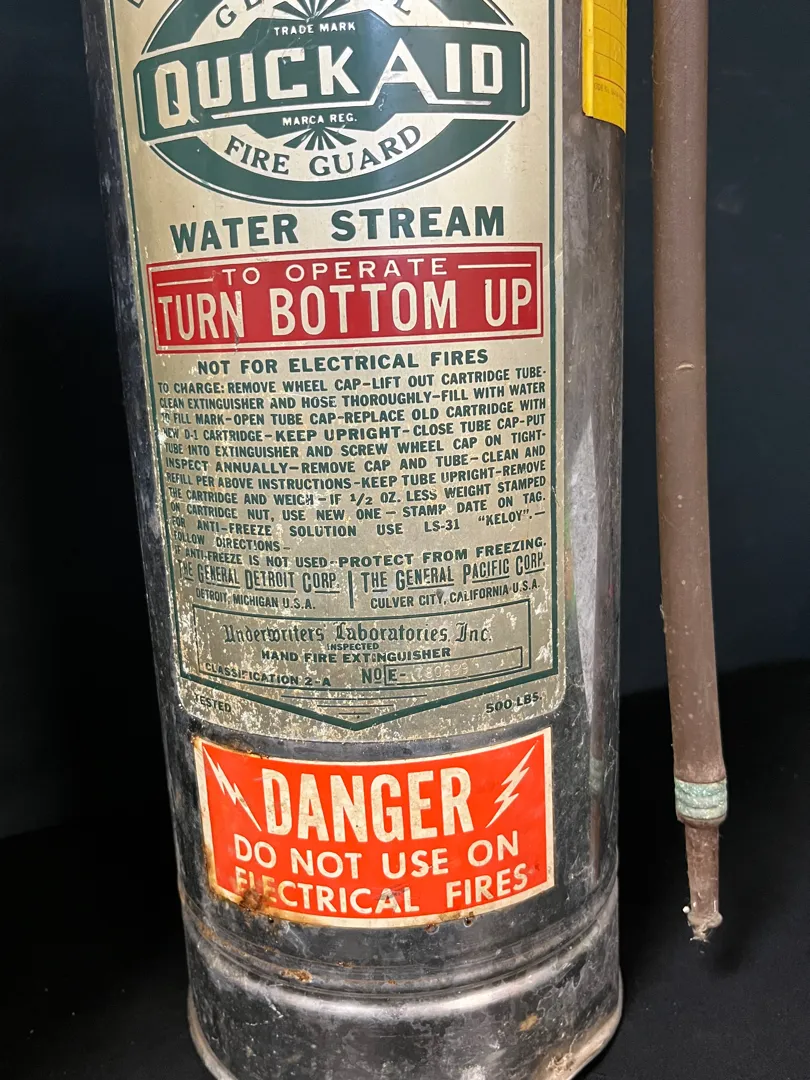 GENERAL
TRADE MARK
QUICK AID
MARCA REG.
FIRE GUARD
WATER STREAM
TO OPERATE
TURN BOTTOM UP
NOT FOR ELECTRICAL FIRES
TO CHARGE: REMOVE WHEEL CAP-LIFT OUT CARTRIDGE TUBE-
CLEAN EXTINGUISHER AND HOSE THOROUGHLY-FILL WITH WATER
TO FILL MARK-OPEN TUBE CAP-REPLACE OLD CARTRIDGE WITH
NEW D-1 CARTRIDGE-KEEP UPRIGHT-CLOSE TUBE CAP-PUT
TUBE INTO EXTINGUISHER AND SCREW WHEEL CAP ON TIGHT-
INSPECT ANNUALLY-REMOVE CAP AND TUBE-CLEAN AND
REFILL PER ABOVE INSTRUCTIONS-KEEP TUBE UPRIGHT-REMOVE
THE CARTRIDGE AND WEIGH-IF 1/2 OZ. LESS WEIGHT STAMPED
ON CARTRIDGE NUT, USE NEW ONE-STAMP DATE ON TAG.
FOR ANTI-FREEZE SOLUTION USE LS-31 "KELOY".-
FOLLOW DIRECTIONS-
IF ANTI-FREEZE IS NOT USED-PROTECT FROM FREEZING.
THE GENERAL DETROIT CORP. | THE GENERAL PACIFIC CORP.
DETROIT, MICHIGAN U.S.A. CULVER CITY, CALIFORNIA U.S.A.
Underwriters Laboratories, Inc.
INSPECTED
HAND FIRE EXTINGUISHER
CLASSIFICATION 2-A No E-
TESTED 500 LBS.
DANGER
DO NOT USE ON
ELECTRICAL FIRES